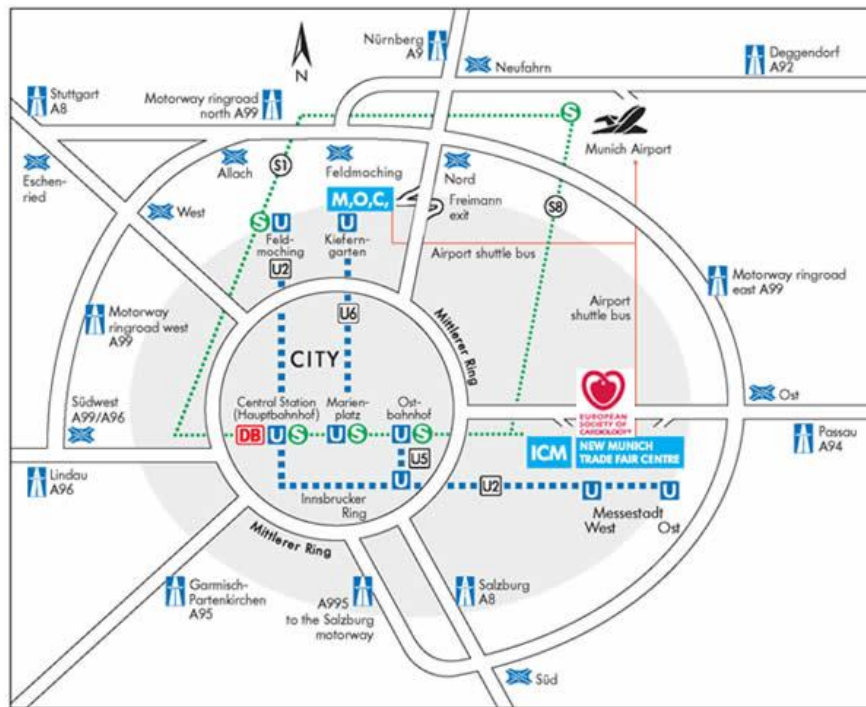 Nürnberg
A9
Deggendorf
A92
N
Neufahrn
Stuttgart
A8
Motorway ringroad
north A99
S
Munich Airport
Eschen-
ried
Allach
S1
Feldmoching
Nord
M,O,C,
Freimann
exit
S8
West
S
U
Feld-
moching
U
Kiefern-
garten
U2
Airport shuttle bus
Motorway ringroad
east A99
Airport
shuttle bus
Motorway
ringroad west
A99
U6
CITY
Mittlerer Ring
Südwest
A99/A96
Central Station
(Hauptbahnhof)
Marien-
platz
Ost-
bahnhof
DB
U
S
U
S
U
S
EUROPEAN
SOCIETY OF
CARDIOLOGY
Ost
ICM
NEW MUNICH
TRADE FAIR CENTRE
Passau
A94
Lindau
A96
U5
U
U2
U
U
Innsbrucker
Ring
Messestadt
West
Ost
Mittlerer Ring
Garmisch-
Partenkirchen
A95
A995
to the Salzburg
motorway
Salzburg
A8
Süd